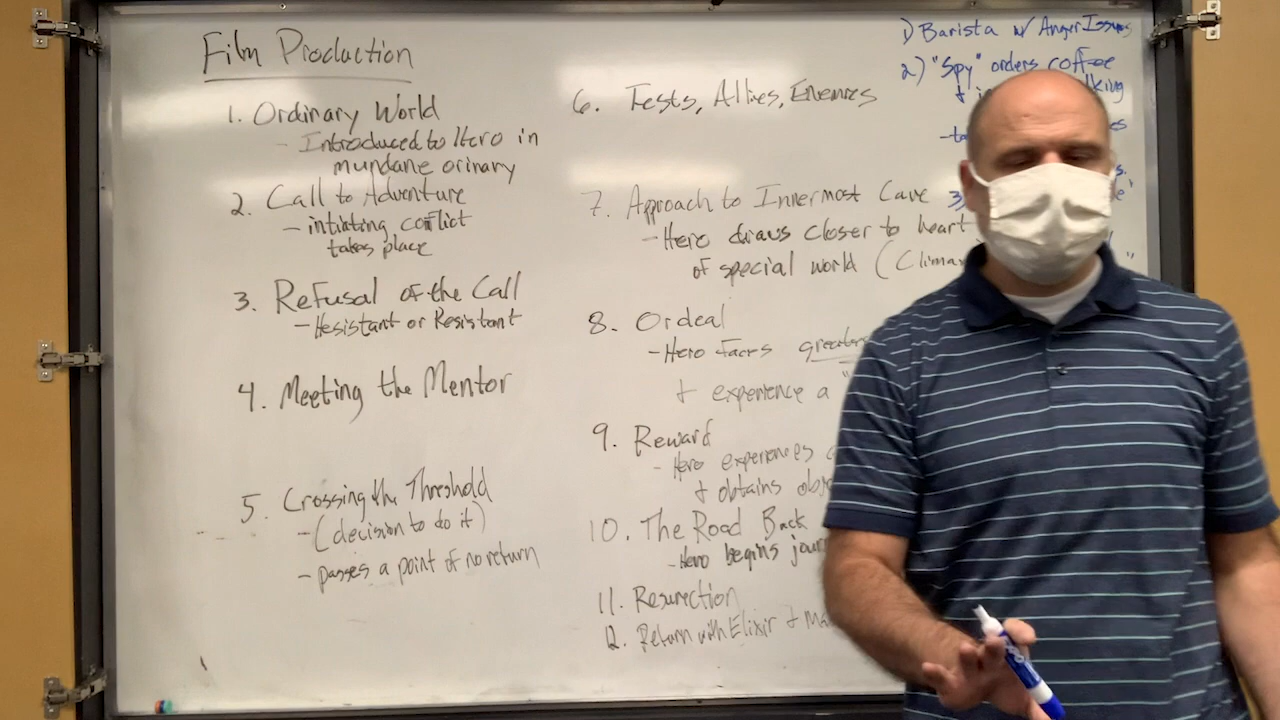 Film Production
1. Ordinary World
- Introduced to Hero in
mundane orinary
2. Call to Adventure
- intiating conflict
takes place
3. Refusal of the Call
- Hesistant or Resistant
4. Meeting the Mentor
5. Crossing the Threshold
- (decision to do it)
- passes a point of no return
6. Tests, Allies, Enemies
7. Approach to Innermost Cave
- Hero draws closer to heart
of special world (Climax
8. Ordeal
- Hero faces
+ experience a "
9. Reward
- Hero experiences
+ obtains
10. The Road Back
- Hero begins
11. Resurrection
12. Return with Elixir +
1) Barista w/ Anger Issues
2) "Spy" orders coffee
+
3)